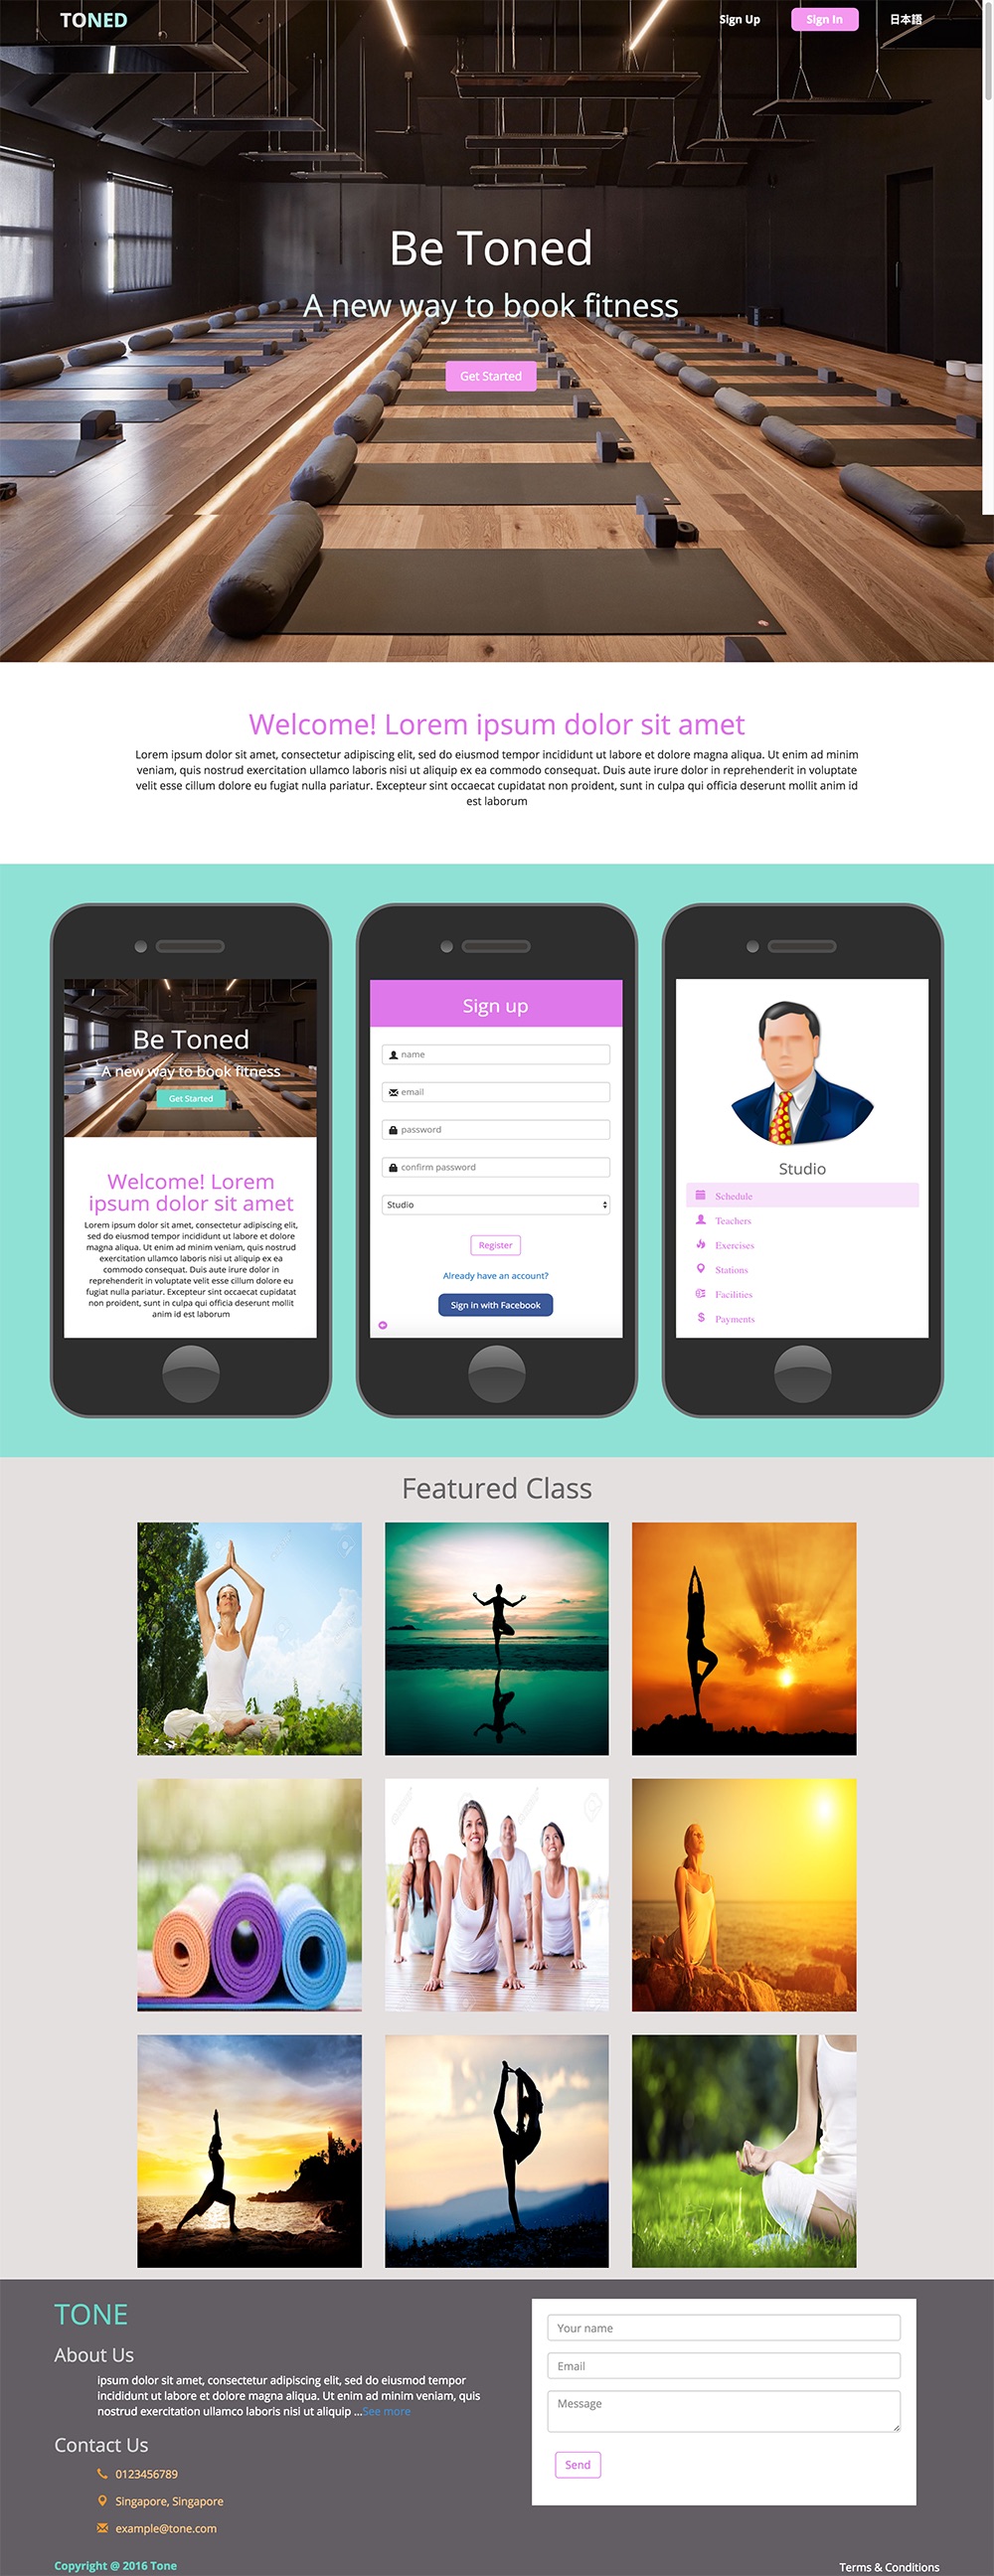 TONED
Sign Up
Sign In
日本語
Be Toned
A new way to book fitness
Get Started
Welcome! Lorem ipsum dolor sit amet
Lorem ipsum dolor sit amet, consectetur adipiscing elit, sed do eiusmod tempor incididunt ut labore et dolore magna aliqua. Ut enim ad minim
veniam, quis nostrud exercitation ullamco laboris nisi ut aliquip ex ea commodo consequat. Duis aute irure dolor in reprehenderit in voluptate
velit esse cillum dolore eu fugiat nulla pariatur. Excepteur sint occaecat cupidatat non proident, sunt in culpa qui officia deserunt mollit anim id
est laborum
Be Toned
A new way to book fitness
Get Started
Welcome! Lorem
ipsum dolor sit amet
Lorem ipsum dolor sit amet, consectetur adipiscing elit,
sed do eiusmod tempor incididunt ut labore et dolore
magna aliqua. Ut enim ad minim veniam, quis nostrud
exercitation ullamco laboris nisi ut aliquip ex ea
commodo consequat. Duis aute irure dolor in
reprehenderit in voluptate velit esse cillum dolore eu
fugiat nulla pariatur. Excepteur sint occaecat cupidatat
non proident, sunt in culpa qui officia deserunt mollit
anim id est laborum
Sign up
name
email
password
confirm password
Studio
Register
Already have an account?
Sign in with Facebook
Studio
Schedule
Teachers
Exercises
Stations
Facilities
Payments
Featured Class
TONE
About Us
ipsum dolor sit amet, consectetur adipiscing elit, sed do eiusmod tempor
incididunt ut labore et dolore magna aliqua. Ut enim ad minim veniam, quis
nostrud exercitation ullamco laboris nisi ut aliquip ...See more
Contact Us
0123456789
Singapore, Singapore
example@tone.com
Your name
Email
Message
Send
Copyright @ 2016 Tone
Terms & Conditions